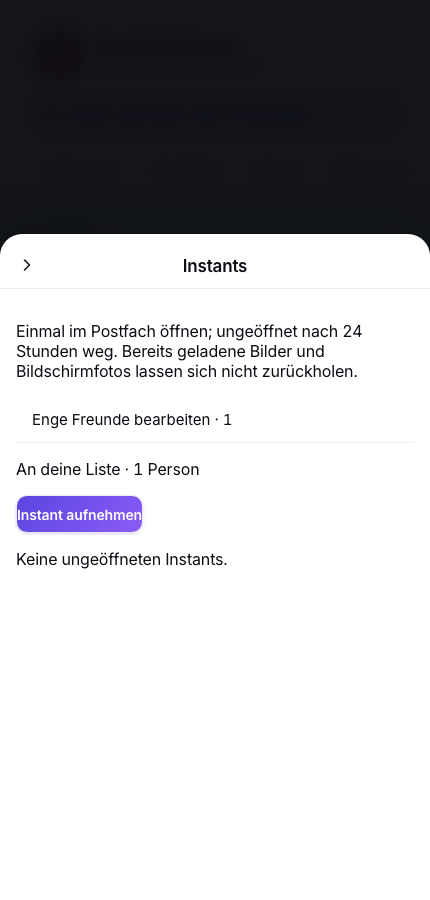 Instants
Einmal im Postfach öffnen; ungeöffnet nach 24
Stunden weg. Bereits geladene Bilder und
Bildschirmfotos lassen sich nicht zurückholen.
Enge Freunde bearbeiten · 1
An deine Liste · 1 Person
Instant aufnehmen
Keine ungeöffneten Instants.